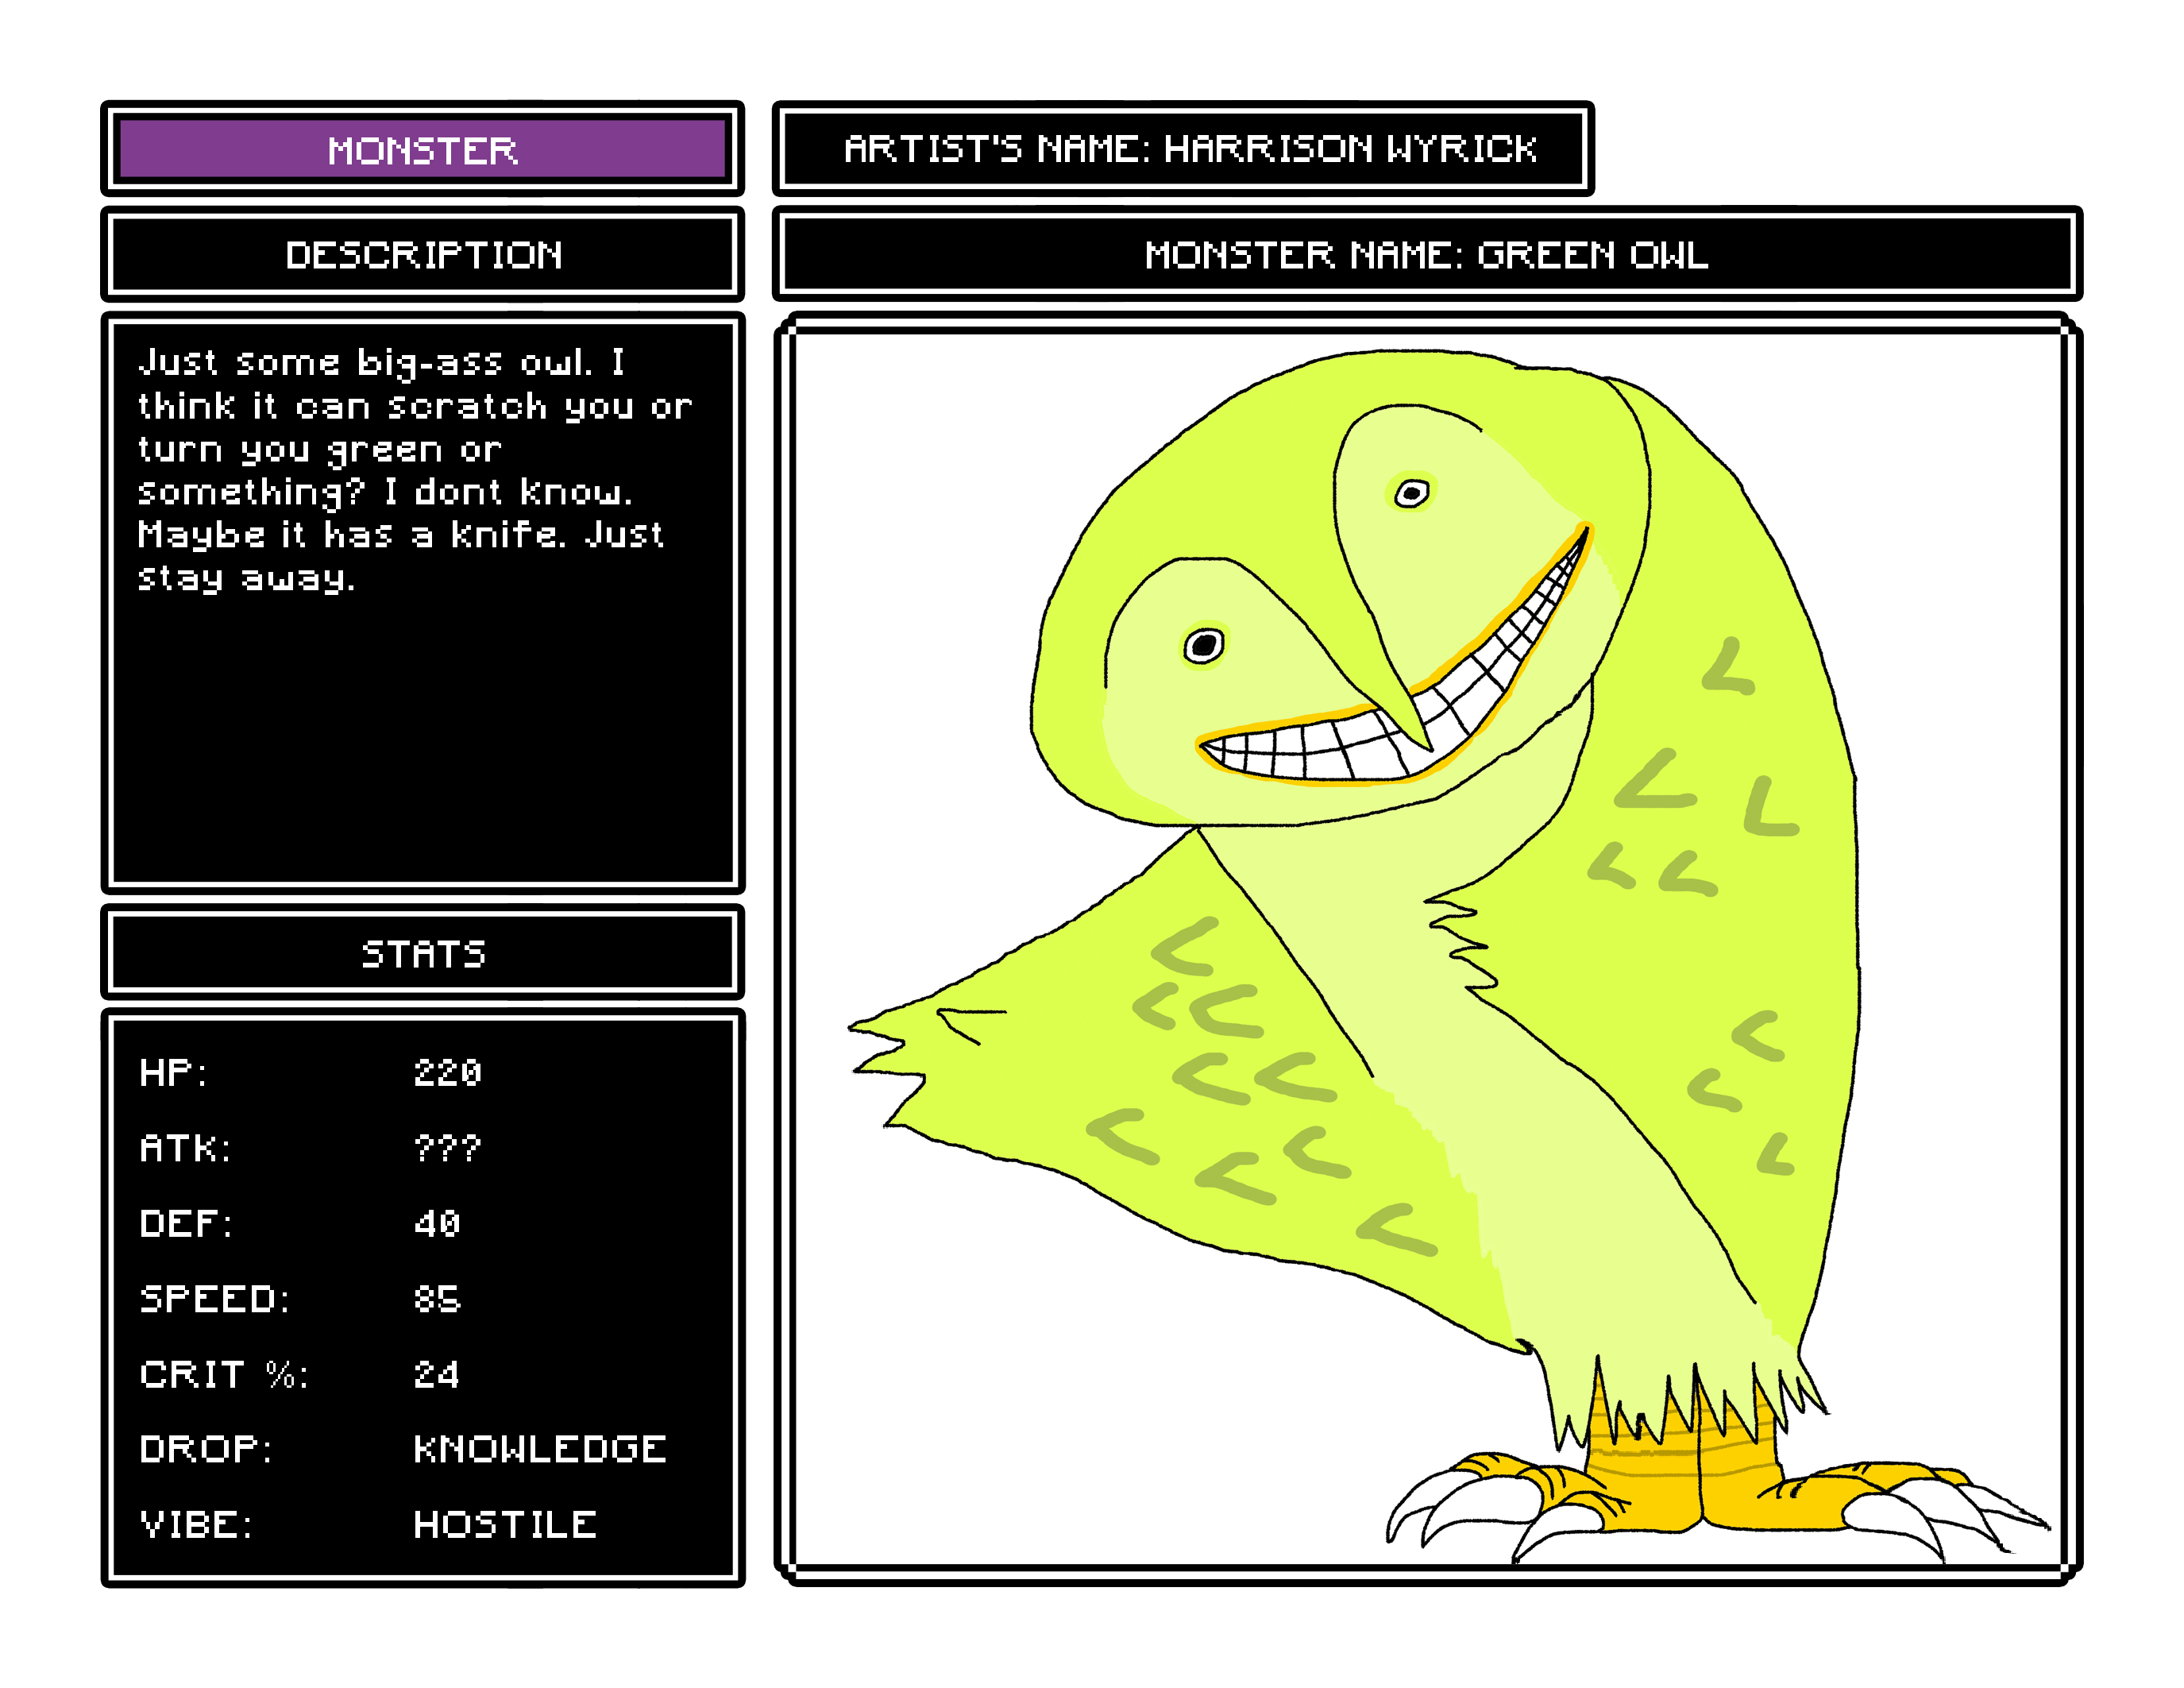 MONSTER
ARTIST'S NAME: HARRISON WYRICK
DESCRIPTION
MONSTER NAME: GREEN OWL
Just some big-ass owl. I
think it can scratch you or
turn you green or
something? I dont know.
Maybe it has a knife. Just
stay away.
STATS
HP: 220
ATK: ???
DEF: 40
SPEED: 85
CRIT %: 24
DROP: KNOWLEDGE
VIBE: HOSTILE